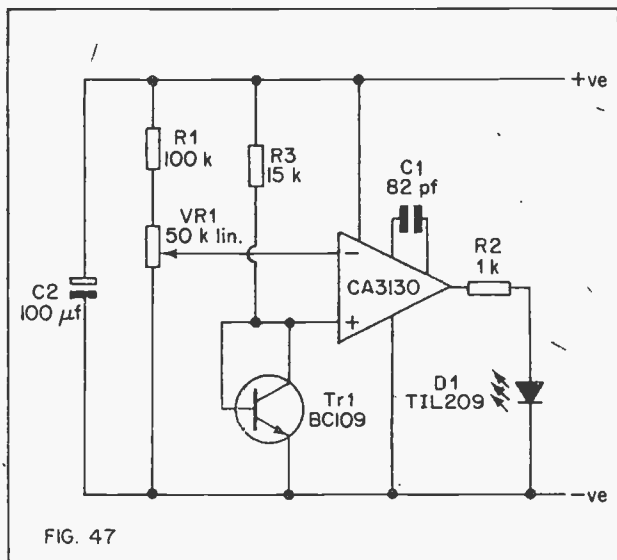 +ve
R1
100 k
R3
15 k
C1
82 pf
VR1
50 k lin.
R2
1 k
−
CA3130
+
C2
100 µf
Tr1
BC109
D1
TIL209
−ve
FIG. 47